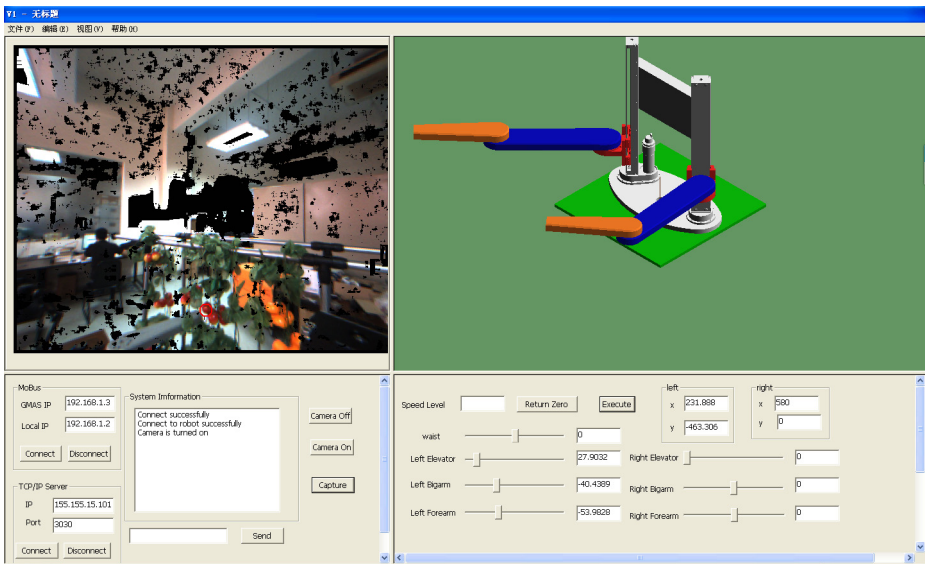 V1 - 无标题
文件(F) 编辑(E) 视图(V) 帮助(H)
MoBus
GMAS IP 192.168.1.3
Local IP 192.168.1.2
Connect Disconnect
TCP/IP Server
IP 155.155.15.101
Port 3030
Connect Disconnect
System Imformation
Connect successfully
Connect to robot successfully
Camera is turned on
Send
Camera Off
Camera On
Capture
Speed Level Return Zero Execute
left
x 231.888
y -463.306
right
x 580
y 0
waist 0
Left Elevator 27.9032 Right Elevator 0
Left Bigarm -40.4389 Right Bigarm 0
Left Forearm -53.9828 Right Forearm 0